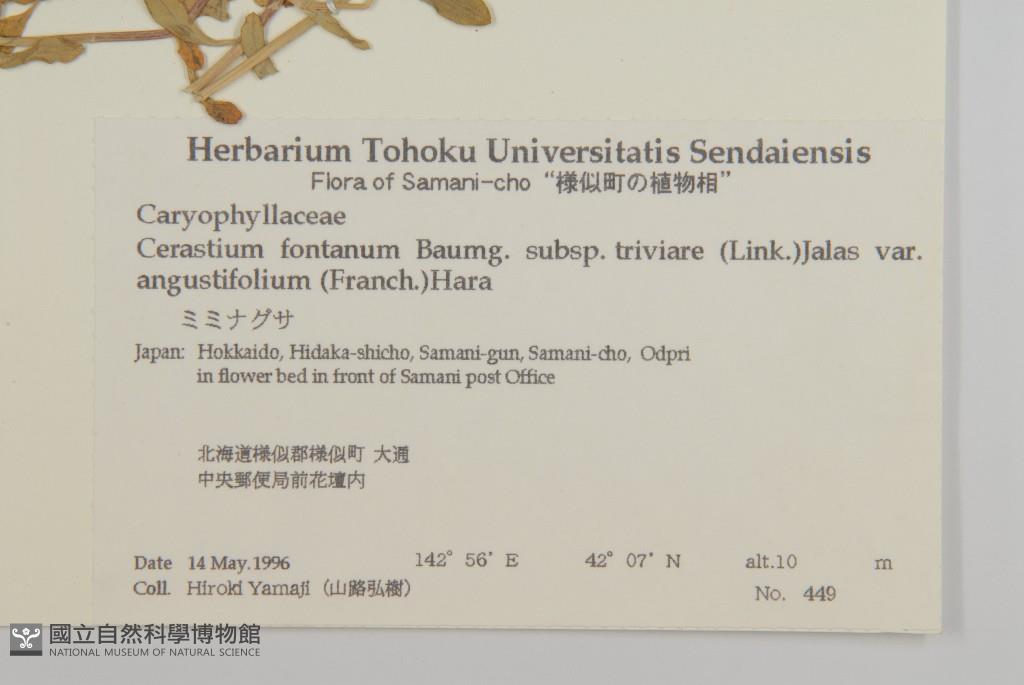 Herbarium Tohoku Universitatis Sendaiensis
Flora of Samani-cho “様似町の植物相”
Caryophyllaceae
Cerastium fontanum Baumg. subsp. triviare (Link.)Jalas var.
angustifolium (Franch.)Hara
ミミナグサ
Japan: Hokkaido, Hidaka-shicho, Samani-gun, Samani-cho, Odpri
in flower bed in front of Samani post Office
北海道様似郡様似町 大通
中央郵便局前花壇内
Date 14 May.1996 142° 56' E 42° 07' N alt.10 m
Coll. Hiroki Yamaji (山路弘樹) No. 449
國立自然科學博物館
NATIONAL MUSEUM OF NATURAL SCIENCE